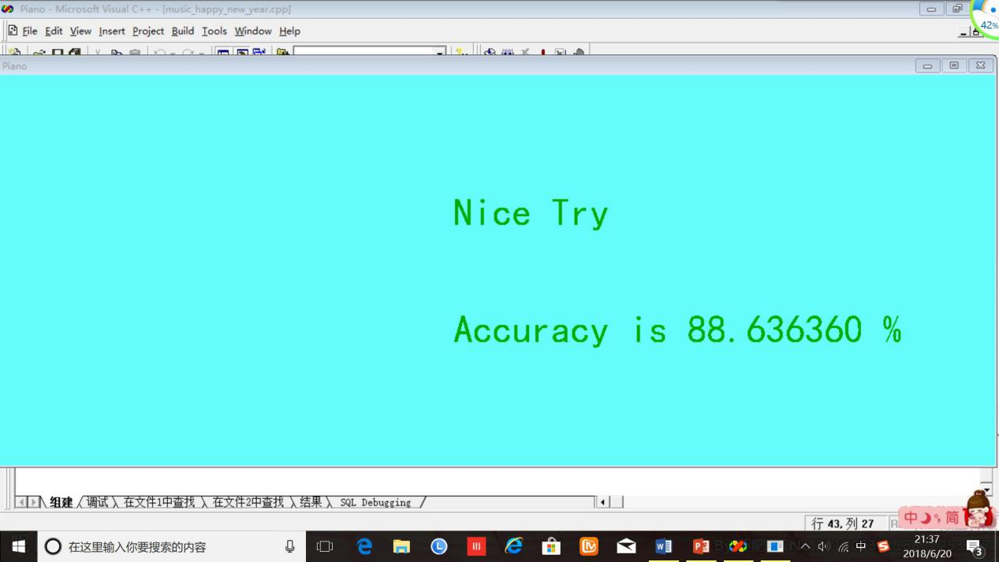 Piano - Microsoft Visual C++ - [music_happy_new_year.cpp]
42%
File Edit View Insert Project Build Tools Window Help
Piano
Nice Try
Accuracy is 88.636360 %
组建 调试 在文件1中查找 在文件2中查找 结果 SQL Debugging
行 43, 列 27
中 简
在这里输入你要搜索的内容
中
21:37
2018/6/20
3